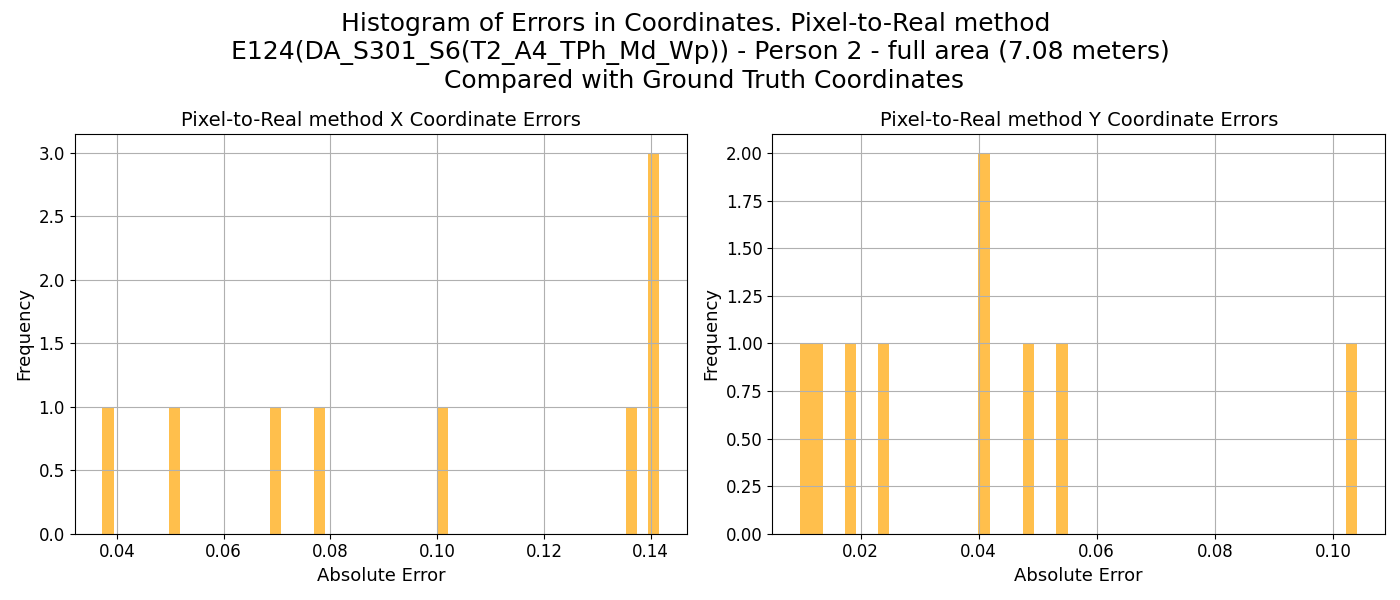 Histogram of Errors in Coordinates. Pixel-to-Real method
E124(DA_S301_S6(T2_A4_TPh_Md_Wp)) - Person 2 - full area (7.08 meters)
Compared with Ground Truth Coordinates
Pixel-to-Real method X Coordinate Errors
3.0
2.5
2.0
1.5
1.0
0.5
0.0
Frequency
0.04 0.06 0.08 0.10 0.12 0.14
Absolute Error
Pixel-to-Real method Y Coordinate Errors
2.00
1.75
1.50
1.25
1.00
0.75
0.50
0.25
0.00
Frequency
0.02 0.04 0.06 0.08 0.10
Absolute Error